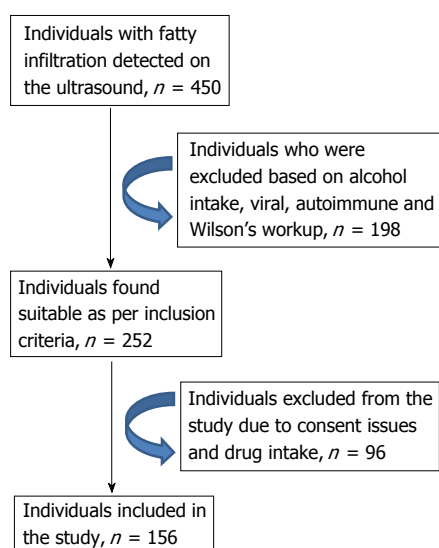 Individuals with fatty
infiltration detected on
the ultrasound, n = 450
Individuals who were
excluded based on alcohol
intake, viral, autoimmune and
Wilson’s workup, n = 198
Individuals found
suitable as per inclusion
criteria, n = 252
Individuals excluded from the
study due to consent issues
and drug intake, n = 96
Individuals included in
the study, n = 156